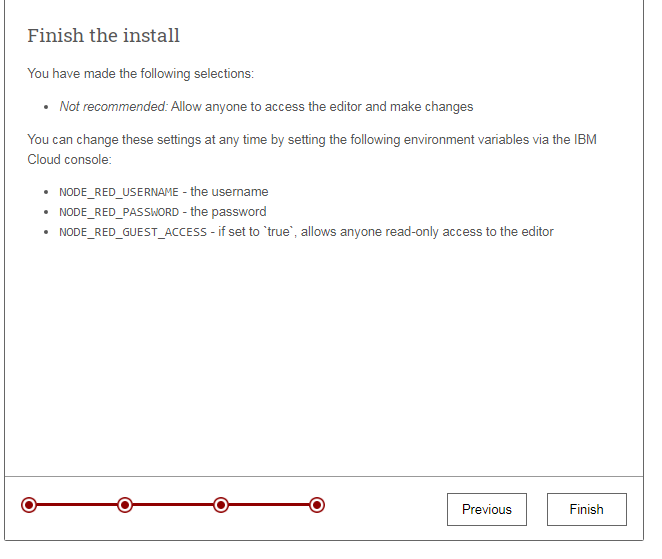 Finish the install
You have made the following selections:
Not recommended: Allow anyone to access the editor and make changes
You can change these settings at any time by setting the following environment variables via the IBM
Cloud console:
NODE_RED_USERNAME - the username
NODE_RED_PASSWORD - the password
NODE_RED_GUEST_ACCESS - if set to `true`, allows anyone read-only access to the editor
Previous
Finish